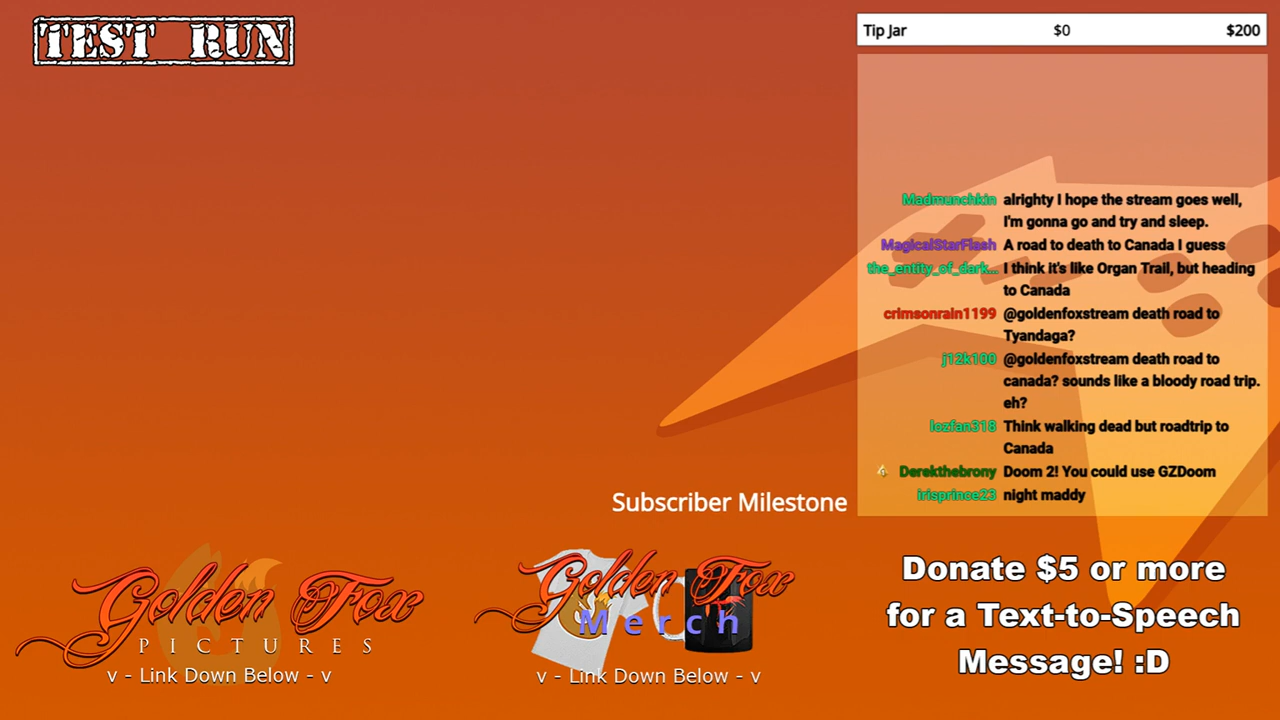 TEST RUN
Tip Jar $0 $200
Madmunchkin alrighty I hope the stream goes well,
I'm gonna go and try and sleep.
MagicalStarFlash A road to death to Canada I guess
the_entity_of_dark... I think it's like Organ Trail, but heading
to Canada
crimsonrain1199 @goldenfoxstream death road to
Tyandaga?
j12k100 @goldenfoxstream death road to
canada? sounds like a bloody road trip.
eh?
lozfan318 Think walking dead but roadtrip to
Canada
Derekthebrony Doom 2! You could use GZDoom
irisprince23 night maddy
Subscriber Milestone
Golden Fox
PICTURES
v - Link Down Below - v
Golden Fox
Merch
v - Link Down Below - v
Donate $5 or more
for a Text-to-Speech
Message! :D